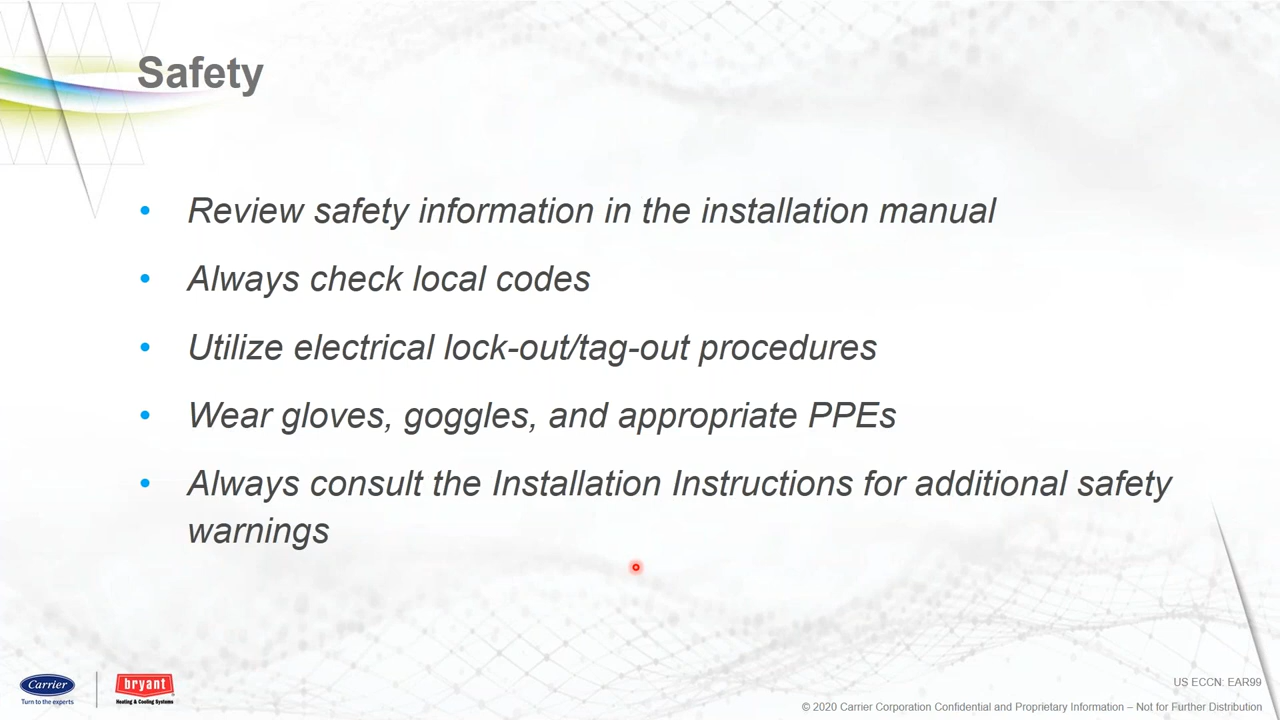 Safety
• Review safety information in the installation manual
• Always check local codes
• Utilize electrical lock-out/tag-out procedures
• Wear gloves, goggles, and appropriate PPEs
• Always consult the Installation Instructions for additional safety
warnings
Carrier
Turn to the experts
bryant
Heating & Cooling Systems
US ECCN: EAR99
© 2020 Carrier Corporation Confidential and Proprietary Information – Not for Further Distribution